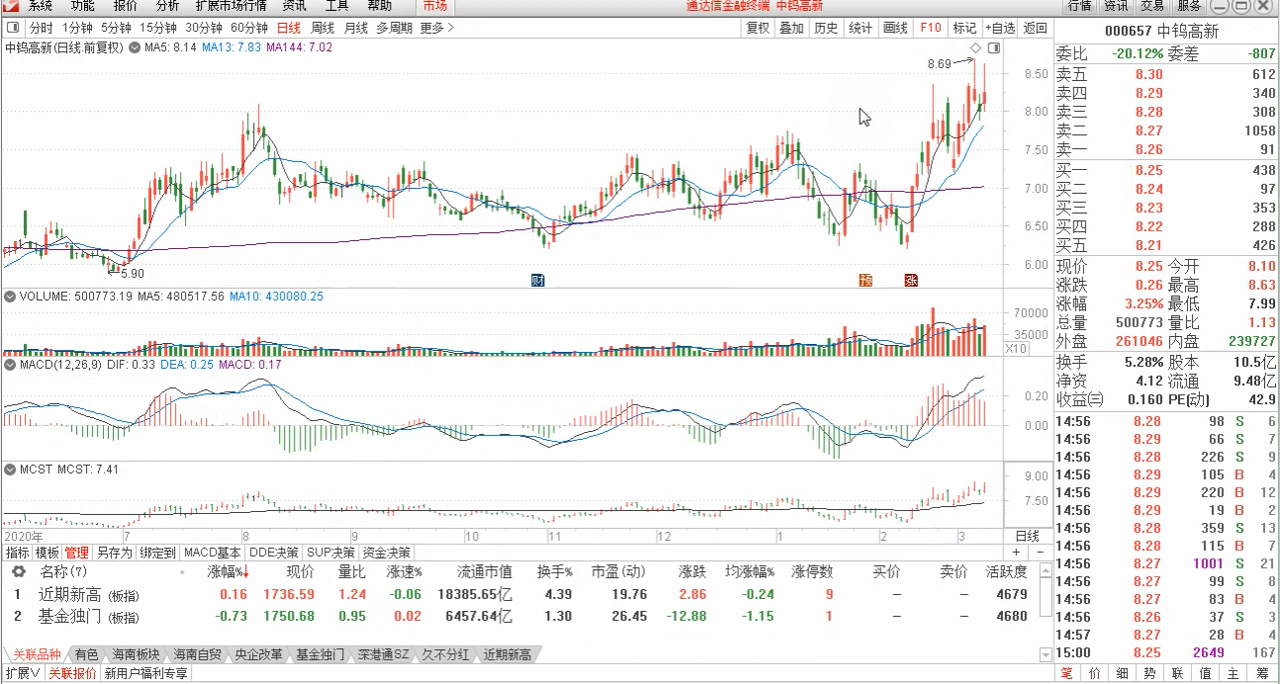 系统 功能 报价 分析 扩展市场行情 资讯 工具 帮助 市场 通达信金融终端 中钨高新 行情 资讯 交易 服务
分时 1分钟 5分钟 15分钟 30分钟 60分钟 日线 周线 月线 多周期 更多> 复权 叠加 历史 统计 画线 F10 标记 +自选 返回
中钨高新(日线.前复权) MA5: 8.14 MA13: 7.83 MA144: 7.02
8.69
8.50
8.00
7.50
7.00
6.50
6.00
5.90
财 预 涨
VOLUME: 500773.19 MA5: 480517.56 MA10: 430080.25
70000
35000
X10
MACD(12,26,9) DIF: 0.33 DEA: 0.25 MACD: 0.17
0.20
0.00
MCST MCST: 7.41
9.00
7.50
2020年 7 8 9 10 11 12 1 2 3 日线
指标 模板 管理 另存为 绑定到 MACD基本 DDE决策 SUP决策 资金决策 + -
名称(7) 涨幅%↓ 现价 量比 涨速% 流通市值 换手% 市盈(动) 涨跌 均涨幅% 涨停数 买价 卖价 活跃度
1 近期新高 (板指) 0.16 1736.59 1.24 -0.06 18385.65亿 4.39 19.76 2.86 -0.24 9 — — 4679
2 基金独门 (板指) -0.73 1750.68 0.95 0.02 6457.64亿 1.30 26.45 -12.88 -1.15 1 — — 4680
关联品种 有色 海南板块 海南自贸 央企改革 基金独门 深港通SZ 久不分红 近期新高
扩展∨ 关联报价 新用户福利专享
000657 中钨高新
委比 -20.12% 委差 -807
卖五 8.30 612
卖四 8.29 340
卖三 8.28 308
卖二 8.27 1058
卖一 8.26 91
买一 8.25 438
买二 8.24 97
买三 8.23 353
买四 8.22 288
买五 8.21 426
现价 8.25 今开 8.10
涨跌 0.26 最高 8.63
涨幅 3.25% 最低 7.99
总量 500773 量比 1.13
外盘 261046 内盘 239727
换手 5.28% 股本 10.5亿
净资 4.12 流通 9.48亿
收益㈢ 0.160 PE(动) 42.9
14:56 8.28 98 S 6
14:56 8.29 66 S 7
14:56 8.28 226 S 9
14:56 8.29 105 B 4
14:56 8.29 220 B 12
14:56 8.29 19 B 2
14:56 8.28 359 S 13
14:56 8.28 115 B 7
14:56 8.27 1001 S 21
14:56 8.27 99 S 8
14:56 8.27 83 B 4
14:56 8.26 37 S 3
14:57 8.27 28 B 4
15:00 8.25 2649 167
笔 价 细 势 联 值 主 筹